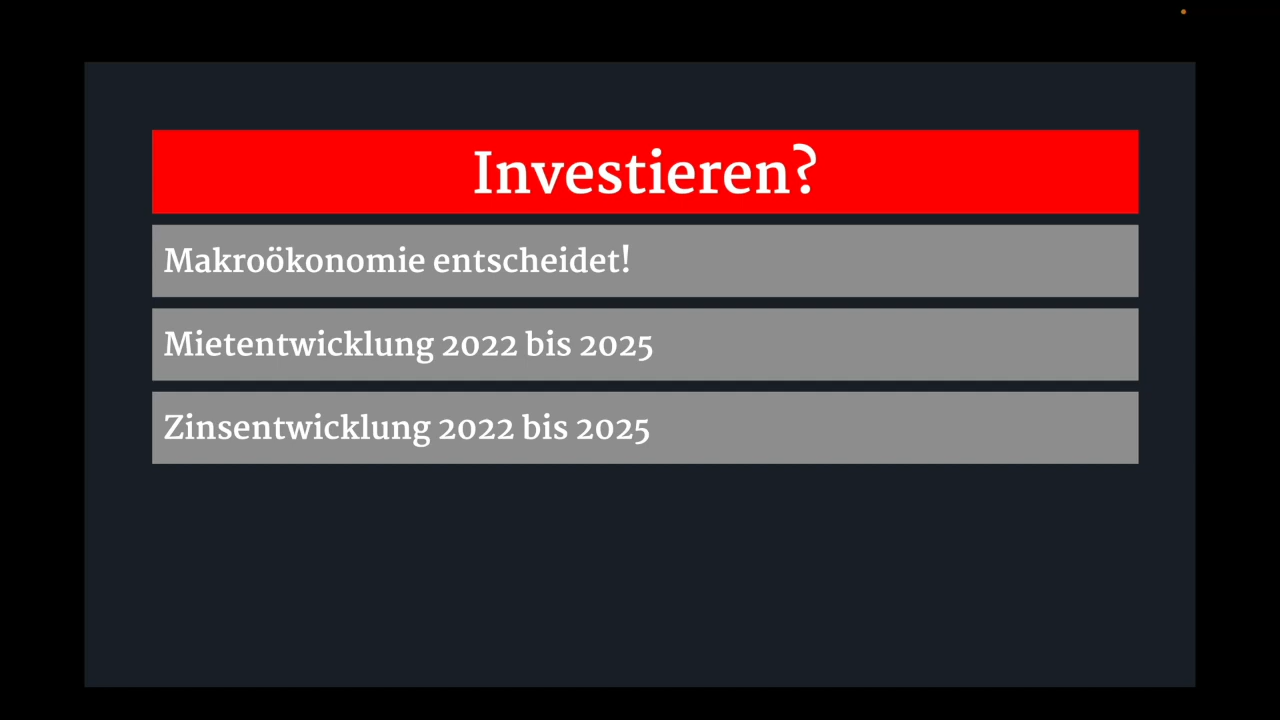 Investieren?
Makroökonomie entscheidet!
Mietentwicklung 2022 bis 2025
Zinsentwicklung 2022 bis 2025